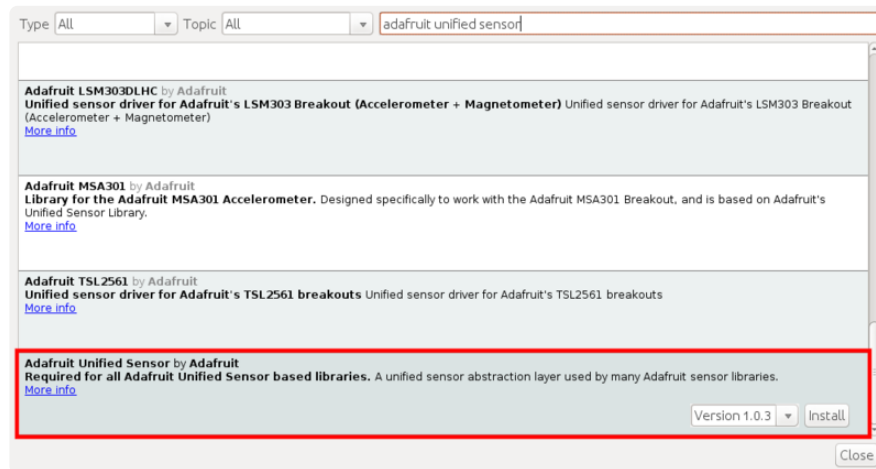 Type All Topic All adafruit unified sensor
Adafruit LSM303DLHC by Adafruit
Unified sensor driver for Adafruit's LSM303 Breakout (Accelerometer + Magnetometer) Unified sensor driver for Adafruit's LSM303 Breakout
(Accelerometer + Magnetometer)
More info
Adafruit MSA301 by Adafruit
Library for the Adafruit MSA301 Accelerometer. Designed specifically to work with the Adafruit MSA301 Breakout, and is based on Adafruit's
Unified Sensor Library.
More info
Adafruit TSL2561 by Adafruit
Unified sensor driver for Adafruit's TSL2561 breakouts Unified sensor driver for Adafruit's TSL2561 breakouts
More info
Adafruit Unified Sensor by Adafruit
Required for all Adafruit Unified Sensor based libraries. A unified sensor abstraction layer used by many Adafruit sensor libraries.
More info
Version 1.0.3 Install
Close